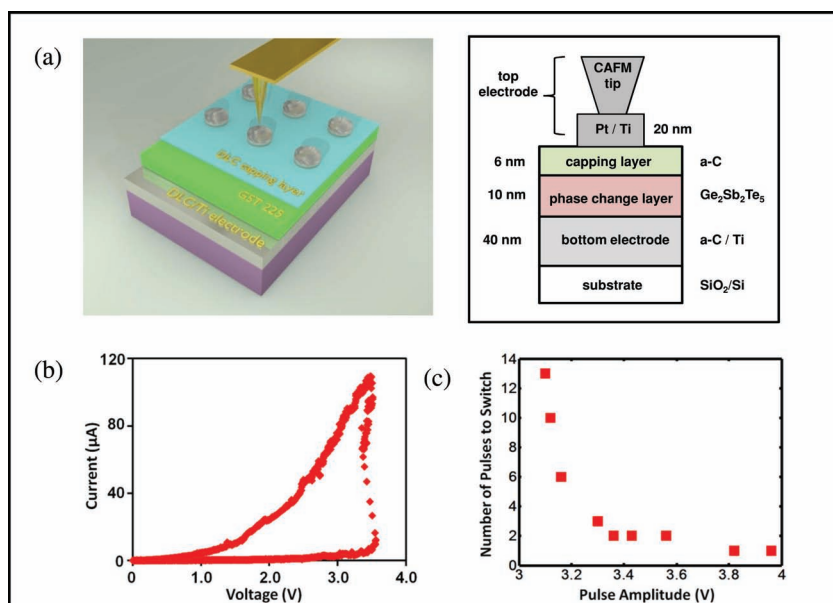 (a)
a-C capping layer
GST 225
DLC/Ti electrode
top
electrode
CAFM
tip
Pt / Ti 20 nm
6 nm capping layer a-C
10 nm phase change layer Ge₂Sb₂Te₅
40 nm bottom electrode a-C / Ti
substrate SiO₂/Si
(b)
Current (µA)
120
80
40
0
0 1.0 2.0 3.0 4.0
Voltage (V)
(c)
Number of Pulses to Switch
14
12
10
8
6
4
2
0
3 3.2 3.4 3.6 3.8 4
Pulse Amplitude (V)